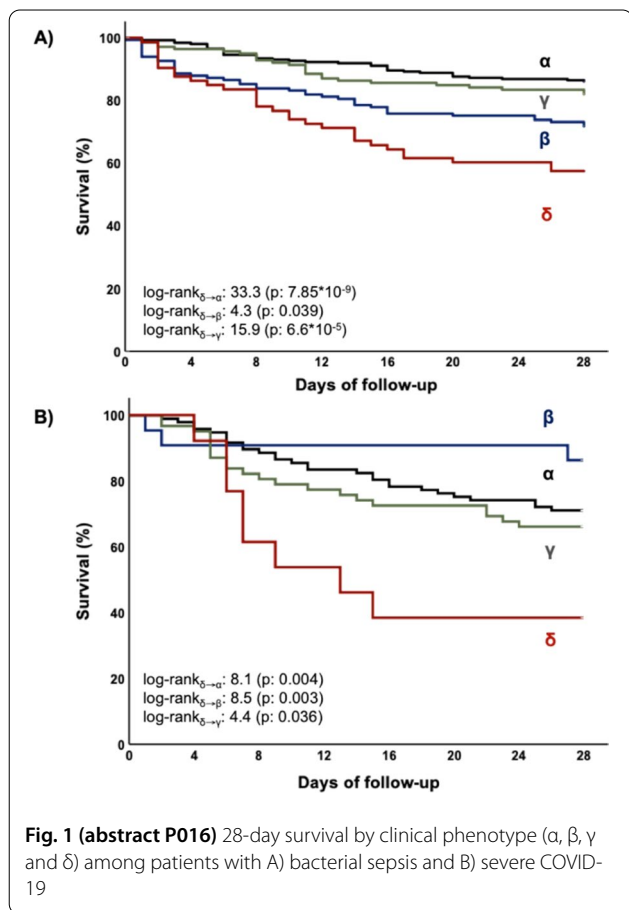 A)
100
80
60
40
20
0
Survival (%)
α
γ
β
δ
log-rankδ→α: 33.3 (p: 7.85*10⁻⁹)
log-rankδ→β: 4.3 (p: 0.039)
log-rankδ→γ: 15.9 (p: 6.6*10⁻⁵)
0 4 8 12 16 20 24 28
Days of follow-up
B)
100
80
60
40
20
0
Survival (%)
β
α
γ
δ
log-rankδ→α: 8.1 (p: 0.004)
log-rankδ→β: 8.5 (p: 0.003)
log-rankδ→γ: 4.4 (p: 0.036)
0 4 8 12 16 20 24 28
Days of follow-up
Fig. 1 (abstract P016) 28-day survival by clinical phenotype (α, β, γ
and δ) among patients with A) bacterial sepsis and B) severe COVID-
19